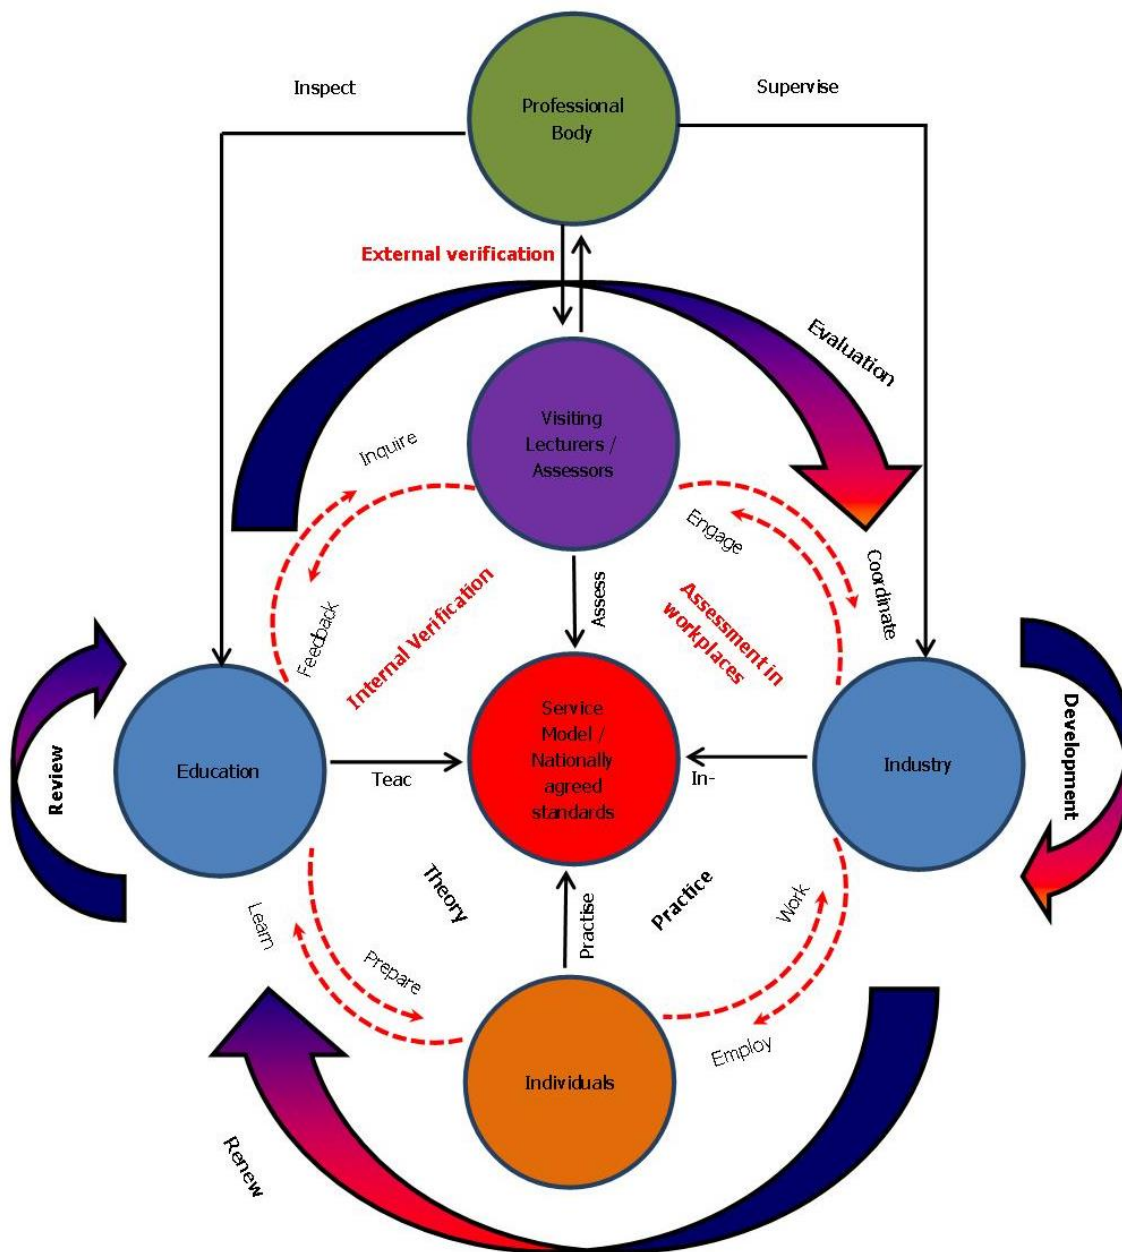 Inspect
Supervise
Professional
Body
External verification
Evaluation
Visiting
Lecturers /
Assessors
Inquire
Engage
Feedback
Internal Verification
Assess
Assessment in
workplaces
Coordinate
Review
Education
Teac
Service
Model /
Nationally
agreed
standards
In-
Industry
Development
Theory
Practice
Learn
Prepare
Practise
Work
Employ
Individuals
Renew